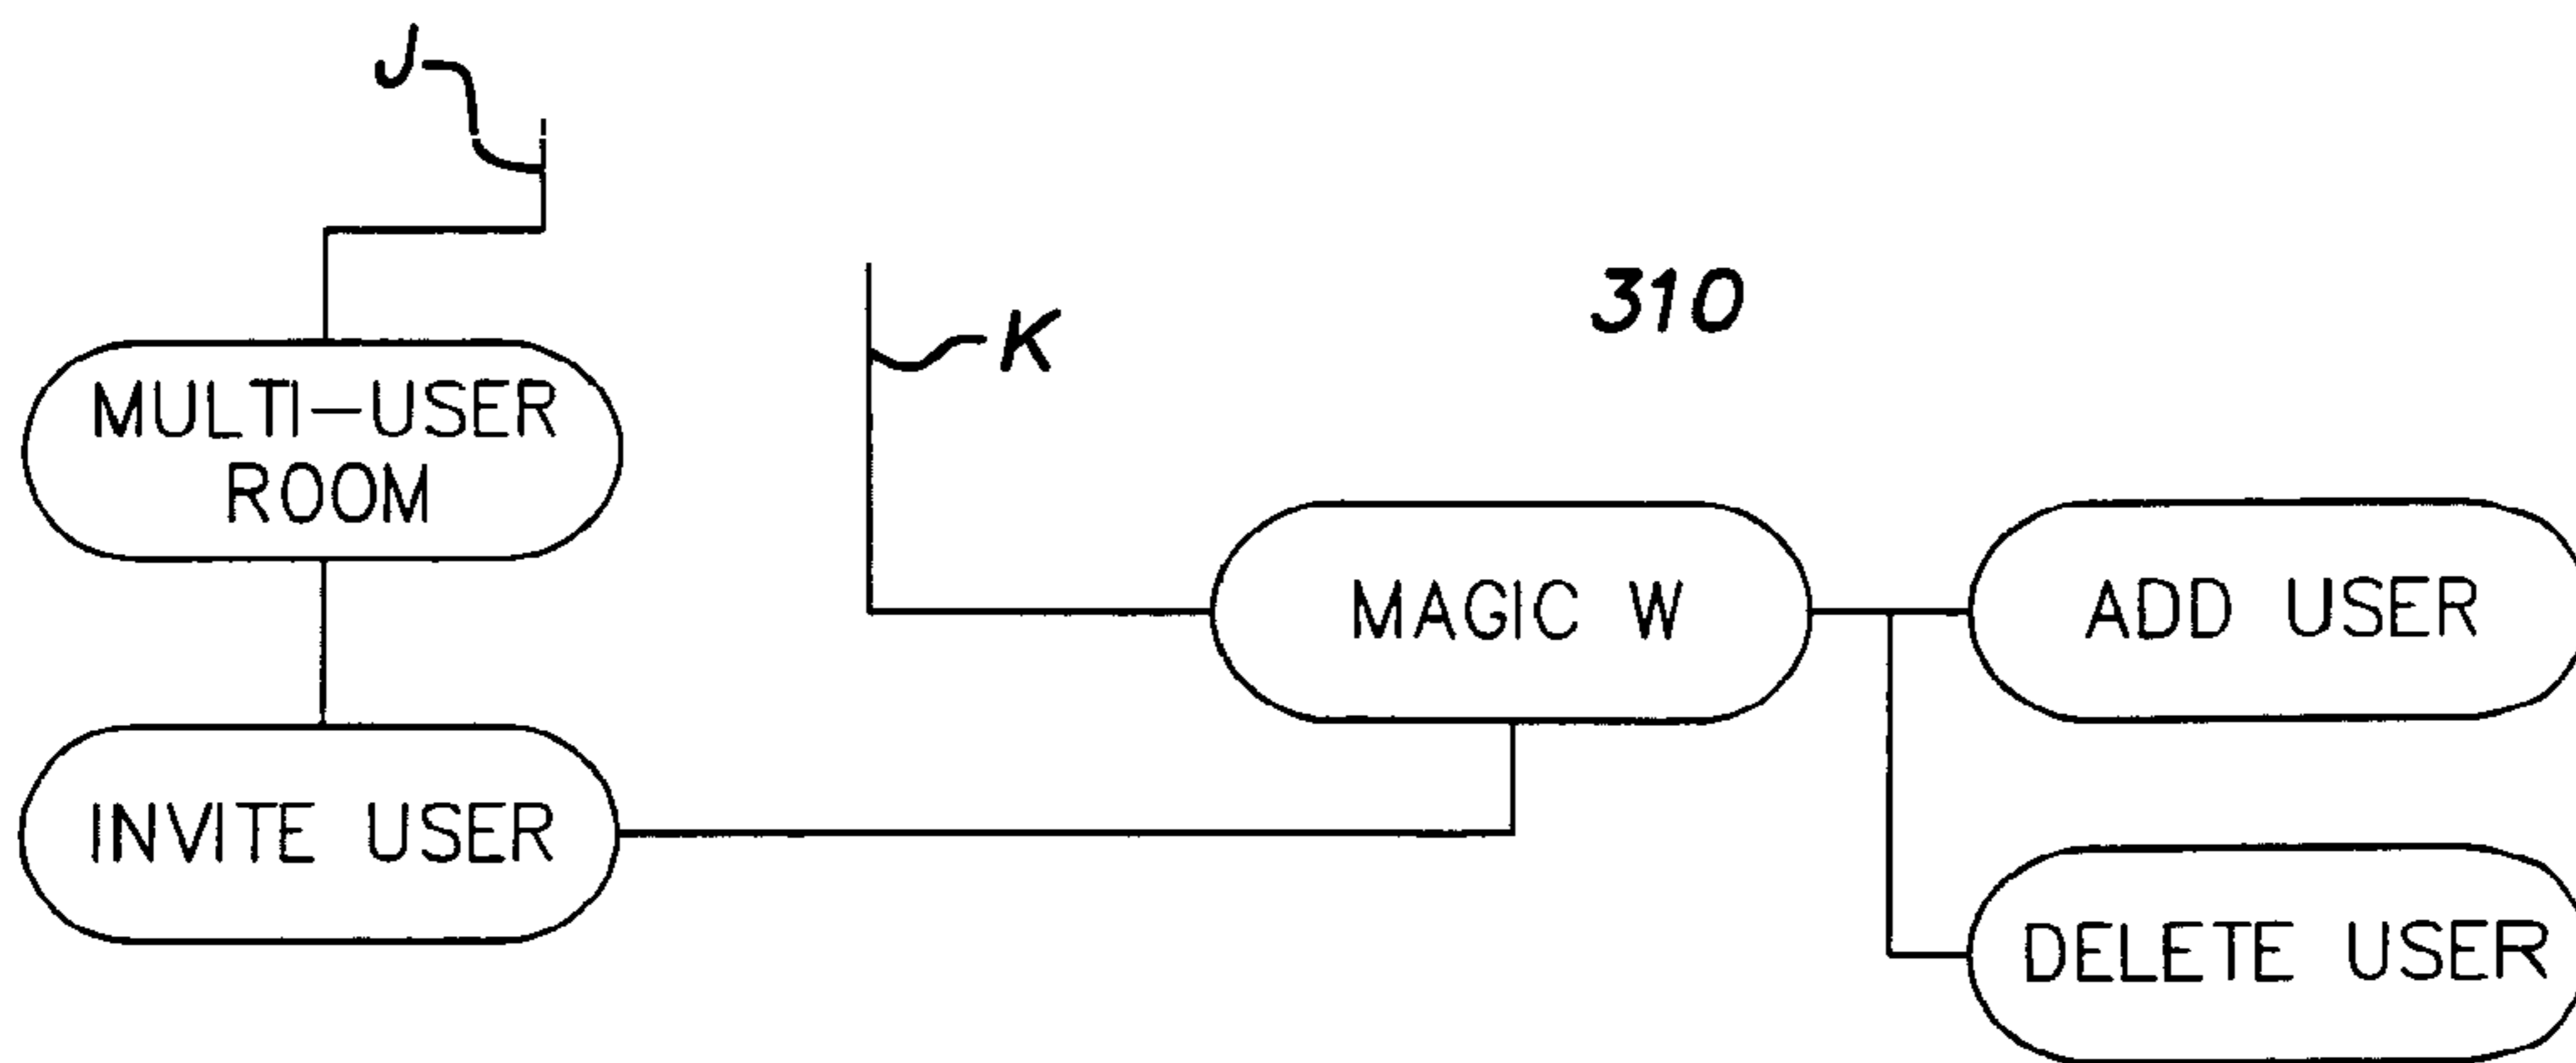 J
K
310
MULTI-USER
ROOM
MAGIC W
ADD USER
INVITE USER
DELETE USER